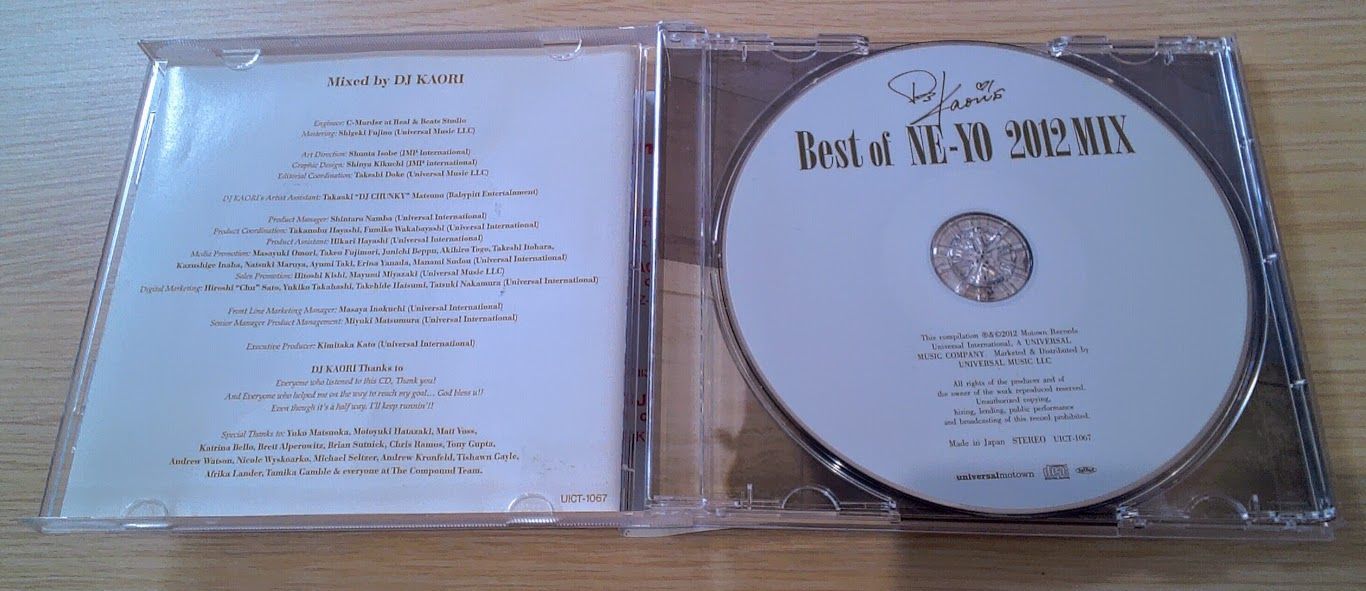 Mixed by DJ KAORI
Engineer: C-Murder at Real & Beats Studio
Mastering: Shigeki Fujino (Universal Music LLC)
Art Direction: Shunta Isobe (JMP International)
Graphic Design: Shinya Kikuchi (JMP International)
Editorial Coordination: Takeshi Doke (Universal Music LLC)
DJ KAORI's Artist Assistant: Takaaki "DJ CHUNKY" Matsuno (Babypitt Entertainment)
Product Manager: Shintaro Namba (Universal International)
Product Coordination: Takanobu Hayashi, Fumiko Wakabayashi (Universal International)
Product Assistant: Hikari Hayashi (Universal International)
Media Promotion: Masayuki Omori, Takeo Fujimori, Junichi Beppu, Akihiro Togo, Takeshi Itohara,
Kazushige Inaba, Natsuki Maruya, Ayumi Taki, Erina Yanada, Manami Sudou (Universal International)
Sales Promotion: Hitoshi Kishi, Mayumi Miyazaki (Universal Music LLC)
Digital Marketing: Hiroshi "Chu" Sato, Yukiko Takahashi, Takehide Hatsumi, Tatsuki Nakamura (Universal International)
Front Line Marketing Manager: Masaya Inokuchi (Universal International)
Senior Manager Product Management: Miyuki Matsumura (Universal International)
Executive Producer: Kimitaka Kato (Universal International)
DJ KAORI Thanks to
Everyone who listened to this CD, Thank you!
And Everyone who helped me on the way to reach my goal... God bless u!!
Even though it's a half way, I'll keep runnin'!!
Special Thanks to: Yuko Matsuoka, Motoyuki Hatazaki, Matt Voss,
Katrina Bello, Brett Alperowitz, Brian Sutnick, Chris Ramos, Tony Gupta,
Andrew Watson, Nicole Wyskoarko, Michael Seltzer, Andrew Kronfeld, Tishawn Gayle,
Afrika Lander, Tamika Gamble & everyone at The Compound Team.
UICT-1067
DJ Kaori
Best of NE-YO 2012 MIX
This compilation ℗&©2012 Motown Records
Universal International, A UNIVERSAL
MUSIC COMPANY. Marketed & Distributed by
UNIVERSAL MUSIC LLC
All rights of the producer and of
the owner of the work reproduced reserved.
Unauthorized copying,
hiring, lending, public performance
and broadcasting of this record prohibited.
Made in Japan STEREO UICT-1067
universalmotown